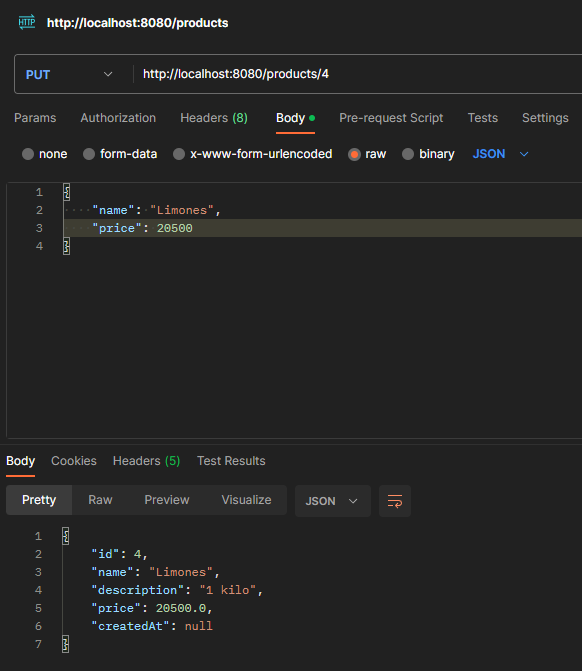 HTTP http://localhost:8080/products
PUT http://localhost:8080/products/4
Params Authorization Headers (8) Body Pre-request Script Tests Settings
none form-data x-www-form-urlencoded raw binary JSON
1 {
2 "name": "Limones",
3 "price": 20500
4 }
Body Cookies Headers (5) Test Results
Pretty Raw Preview Visualize JSON
1 {
2 "id": 4,
3 "name": "Limones",
4 "description": "1 kilo",
5 "price": 20500.0,
6 "createdAt": null
7 }